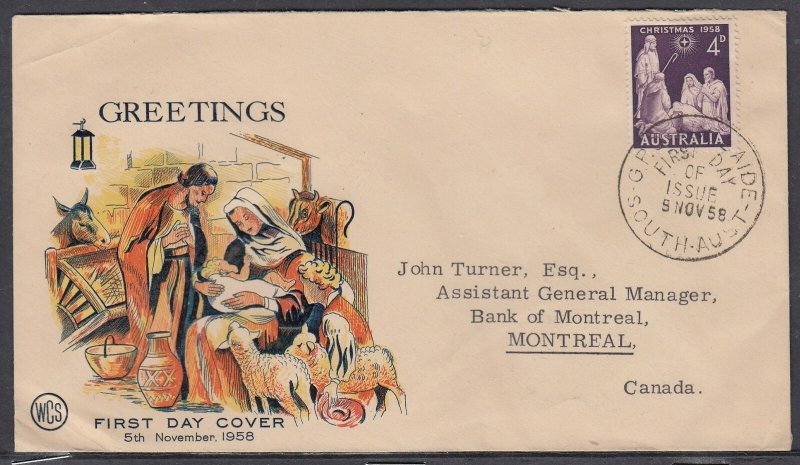 GREETINGS
CHRISTMAS 1958
4D
AUSTRALIA
FIRST DAY
OF
ISSUE
5 NOV 58
SOUTH-AUST
John Turner, Esq.,
Assistant General Manager,
Bank of Montreal,
MONTREAL,
Canada.
WCS
FIRST DAY COVER
5th November, 1958